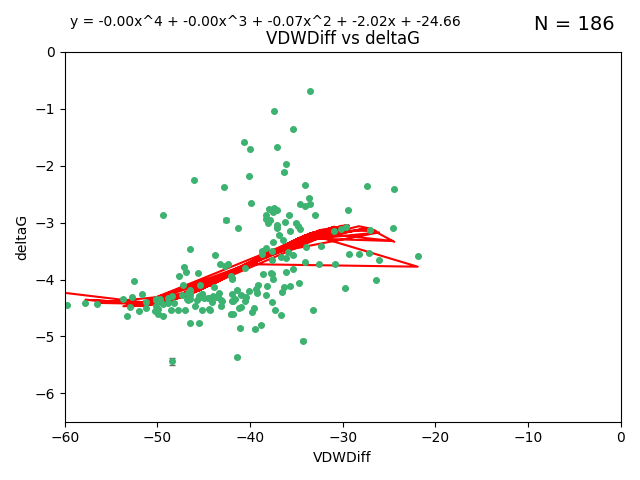 y = -0.00x^4 + -0.00x^3 + -0.07x^2 + -2.02x + -24.66
N = 186
VDWDiff vs deltaG
0
−1
−2
−3
−4
−5
−6
deltaG
−60 −50 −40 −30 −20 −10 0
VDWDiff